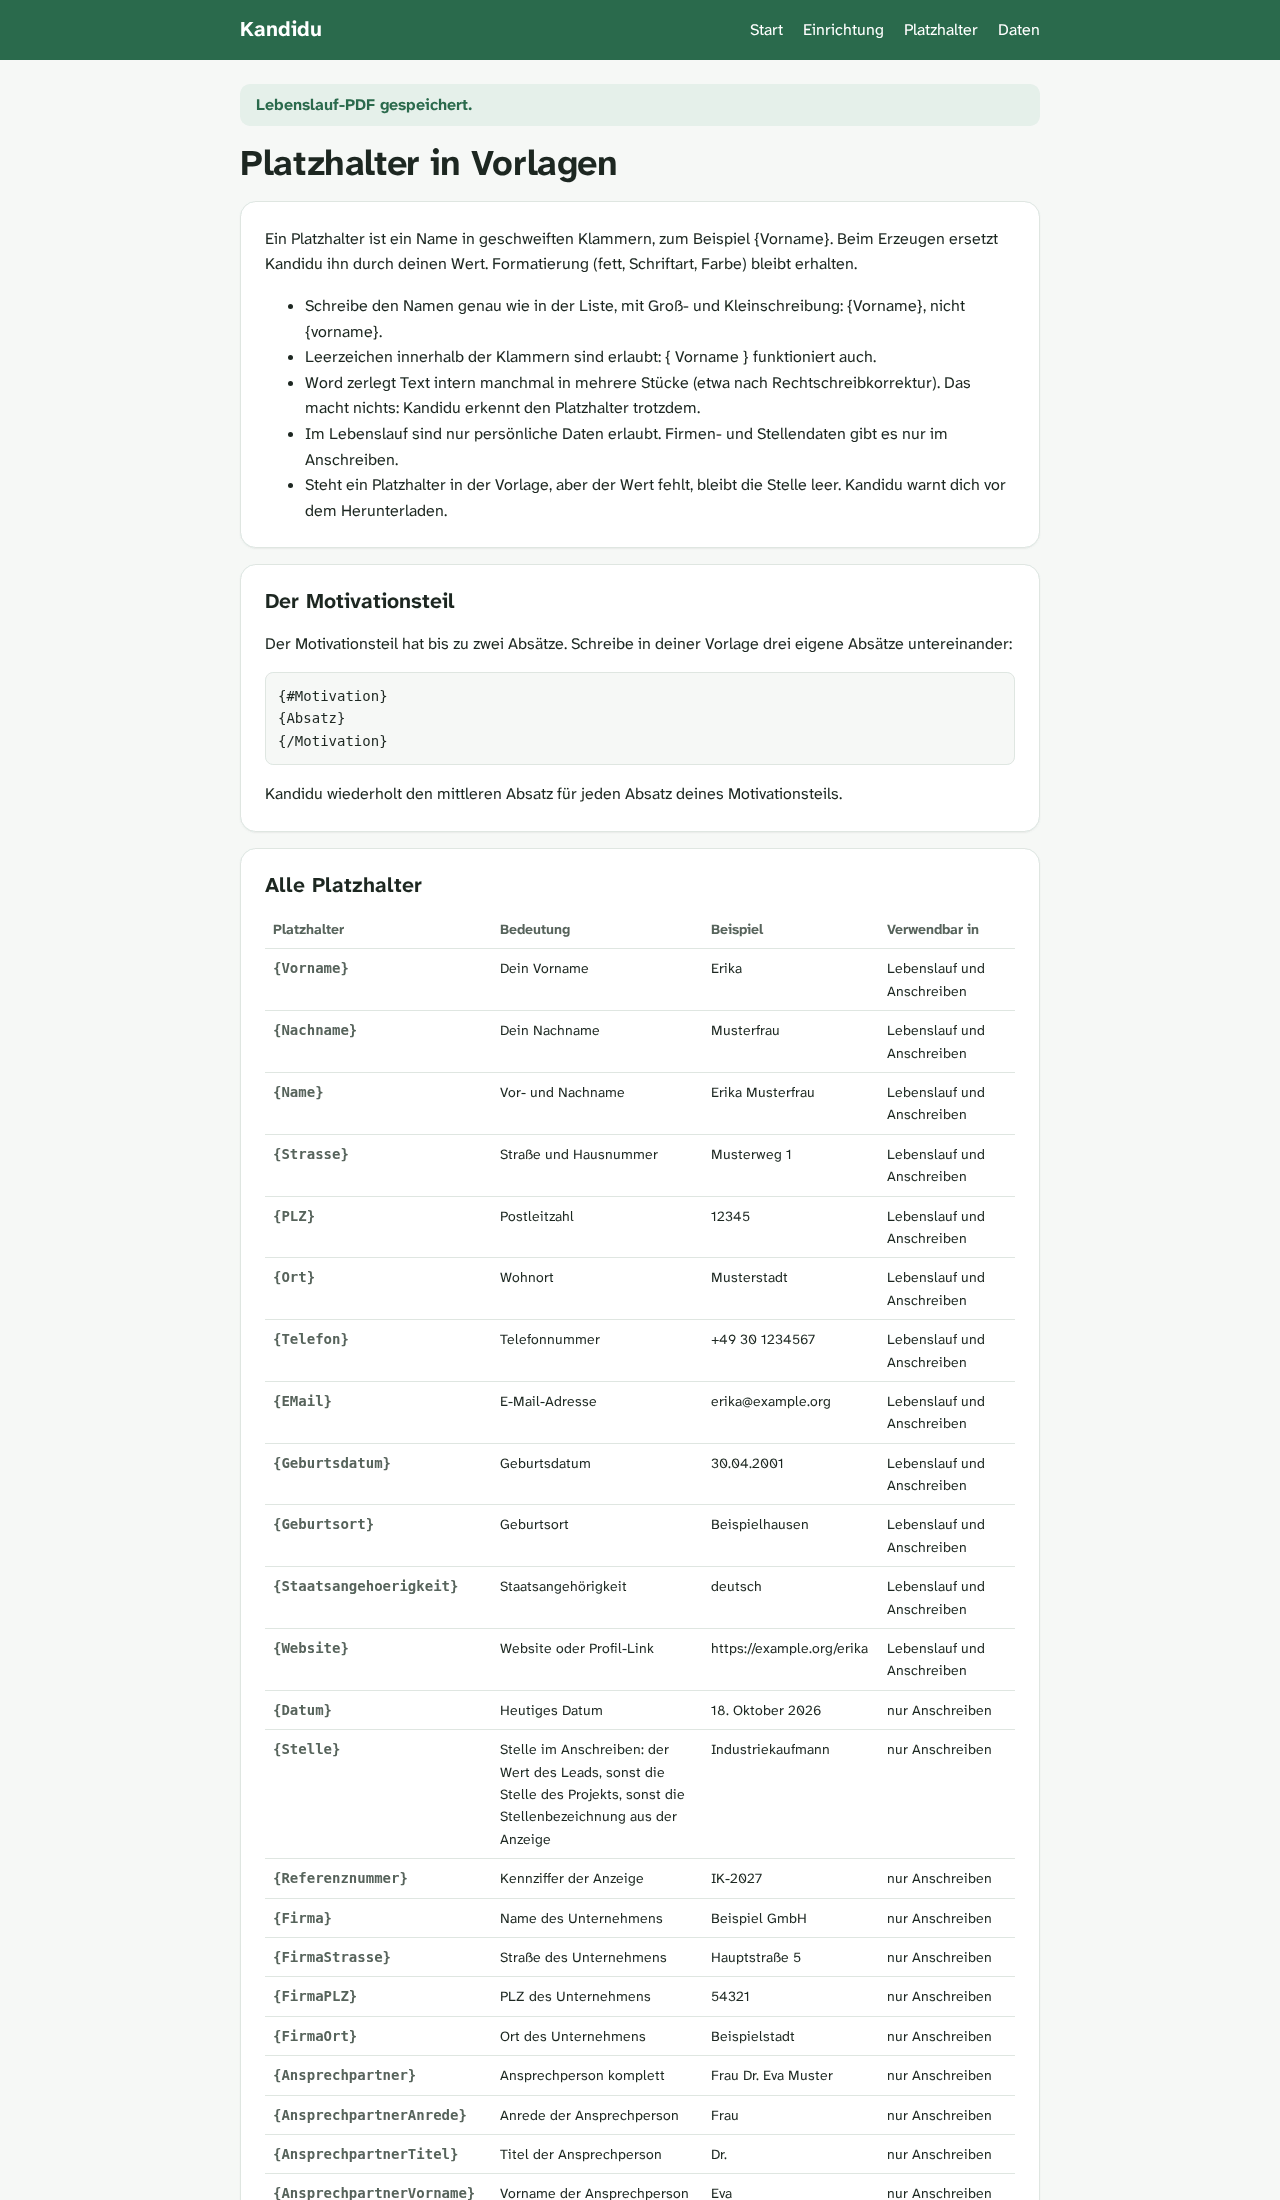 Kandidu
Start Einrichtung Platzhalter Daten
Lebenslauf-PDF gespeichert.
Platzhalter in Vorlagen
Ein Platzhalter ist ein Name in geschweiften Klammern, zum Beispiel {Vorname}. Beim Erzeugen ersetzt
Kandidu ihn durch deinen Wert. Formatierung (fett, Schriftart, Farbe) bleibt erhalten.
• Schreibe den Namen genau wie in der Liste, mit Groß- und Kleinschreibung: {Vorname}, nicht
{vorname}.
• Leerzeichen innerhalb der Klammern sind erlaubt: { Vorname } funktioniert auch.
• Word zerlegt Text intern manchmal in mehrere Stücke (etwa nach Rechtschreibkorrektur). Das
macht nichts: Kandidu erkennt den Platzhalter trotzdem.
• Im Lebenslauf sind nur persönliche Daten erlaubt. Firmen- und Stellendaten gibt es nur im
Anschreiben.
• Steht ein Platzhalter in der Vorlage, aber der Wert fehlt, bleibt die Stelle leer. Kandidu warnt dich vor
dem Herunterladen.
Der Motivationsteil
Der Motivationsteil hat bis zu zwei Absätze. Schreibe in deiner Vorlage drei eigene Absätze untereinander:
{#Motivation}
{Absatz}
{/Motivation}
Kandidu wiederholt den mittleren Absatz für jeden Absatz deines Motivationsteils.
Alle Platzhalter
Platzhalter Bedeutung Beispiel Verwendbar in
{Vorname} Dein Vorname Erika Lebenslauf und
Anschreiben
{Nachname} Dein Nachname Musterfrau Lebenslauf und
Anschreiben
{Name} Vor- und Nachname Erika Musterfrau Lebenslauf und
Anschreiben
{Strasse} Straße und Hausnummer Musterweg 1 Lebenslauf und
Anschreiben
{PLZ} Postleitzahl 12345 Lebenslauf und
Anschreiben
{Ort} Wohnort Musterstadt Lebenslauf und
Anschreiben
{Telefon} Telefonnummer +49 30 1234567 Lebenslauf und
Anschreiben
{EMail} E-Mail-Adresse erika@example.org Lebenslauf und
Anschreiben
{Geburtsdatum} Geburtsdatum 30.04.2001 Lebenslauf und
Anschreiben
{Geburtsort} Geburtsort Beispielhausen Lebenslauf und
Anschreiben
{Staatsangehoerigkeit} Staatsangehörigkeit deutsch Lebenslauf und
Anschreiben
{Website} Website oder Profil-Link https://example.org/erika Lebenslauf und
Anschreiben
{Datum} Heutiges Datum 18. Oktober 2026 nur Anschreiben
{Stelle} Stelle im Anschreiben: der Industriekaufmann nur Anschreiben
Wert des Leads, sonst die
Stelle des Projekts, sonst die
Stellenbezeichnung aus der
Anzeige
{Referenznummer} Kennziffer der Anzeige IK-2027 nur Anschreiben
{Firma} Name des Unternehmens Beispiel GmbH nur Anschreiben
{FirmaStrasse} Straße des Unternehmens Hauptstraße 5 nur Anschreiben
{FirmaPLZ} PLZ des Unternehmens 54321 nur Anschreiben
{FirmaOrt} Ort des Unternehmens Beispielstadt nur Anschreiben
{Ansprechpartner} Ansprechperson komplett Frau Dr. Eva Muster nur Anschreiben
{AnsprechpartnerAnrede} Anrede der Ansprechperson Frau nur Anschreiben
{AnsprechpartnerTitel} Titel der Ansprechperson Dr. nur Anschreiben
{AnsprechpartnerVorname} Vorname der Ansprechperson Eva nur Anschreiben